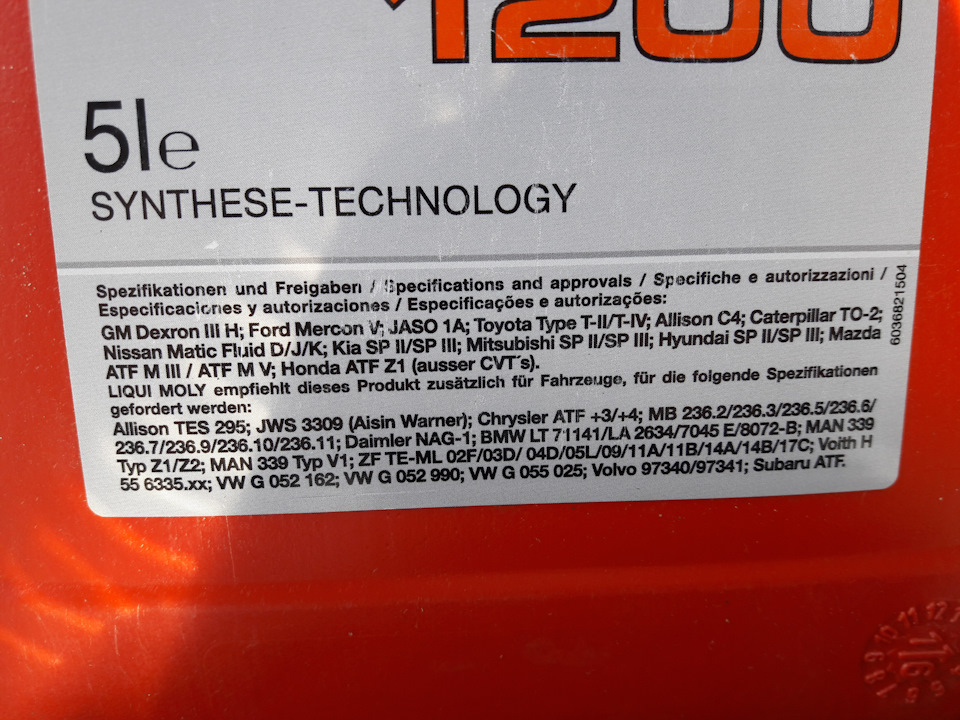 1200
5l e
SYNTHESE-TECHNOLOGY
Spezifikationen und Freigaben / Specifications and approvals / Specifiche e autorizzazioni /
Especificaciones y autorizaciones / Especificações e autorizações:
GM Dexron III H; Ford Mercon V; JASO 1A; Toyota Type T-II/T-IV; Allison C4; Caterpillar TO-2;
Nissan Matic Fluid D/J/K; Kia SP II/SP III; Mitsubishi SP II/SP III; Hyundai SP II/SP III; Mazda
ATF M III / ATF M V; Honda ATF Z1 (ausser CVT´s).
LIQUI MOLY empfiehlt dieses Produkt zusätzlich für Fahrzeuge, für die folgende Spezifikationen
gefordert werden:
Allison TES 295; JWS 3309 (Aisin Warner); Chrysler ATF +3/+4; MB 236.2/236.3/236.5/236.6/
236.7/236.9/236.10/236.11; Daimler NAG-1; BMW LT 71141/LA 2634/7045 E/8072-B; MAN 339
Typ Z1/Z2; MAN 339 Typ V1; ZF TE-ML 02F/03D/ 04D/05L/09/11A/11B/14A/14B/17C; Voith H
55 6335.xx; VW G 052 162; VW G 052 990; VW G 055 025; Volvo 97340/97341; Subaru ATF.
6036821504